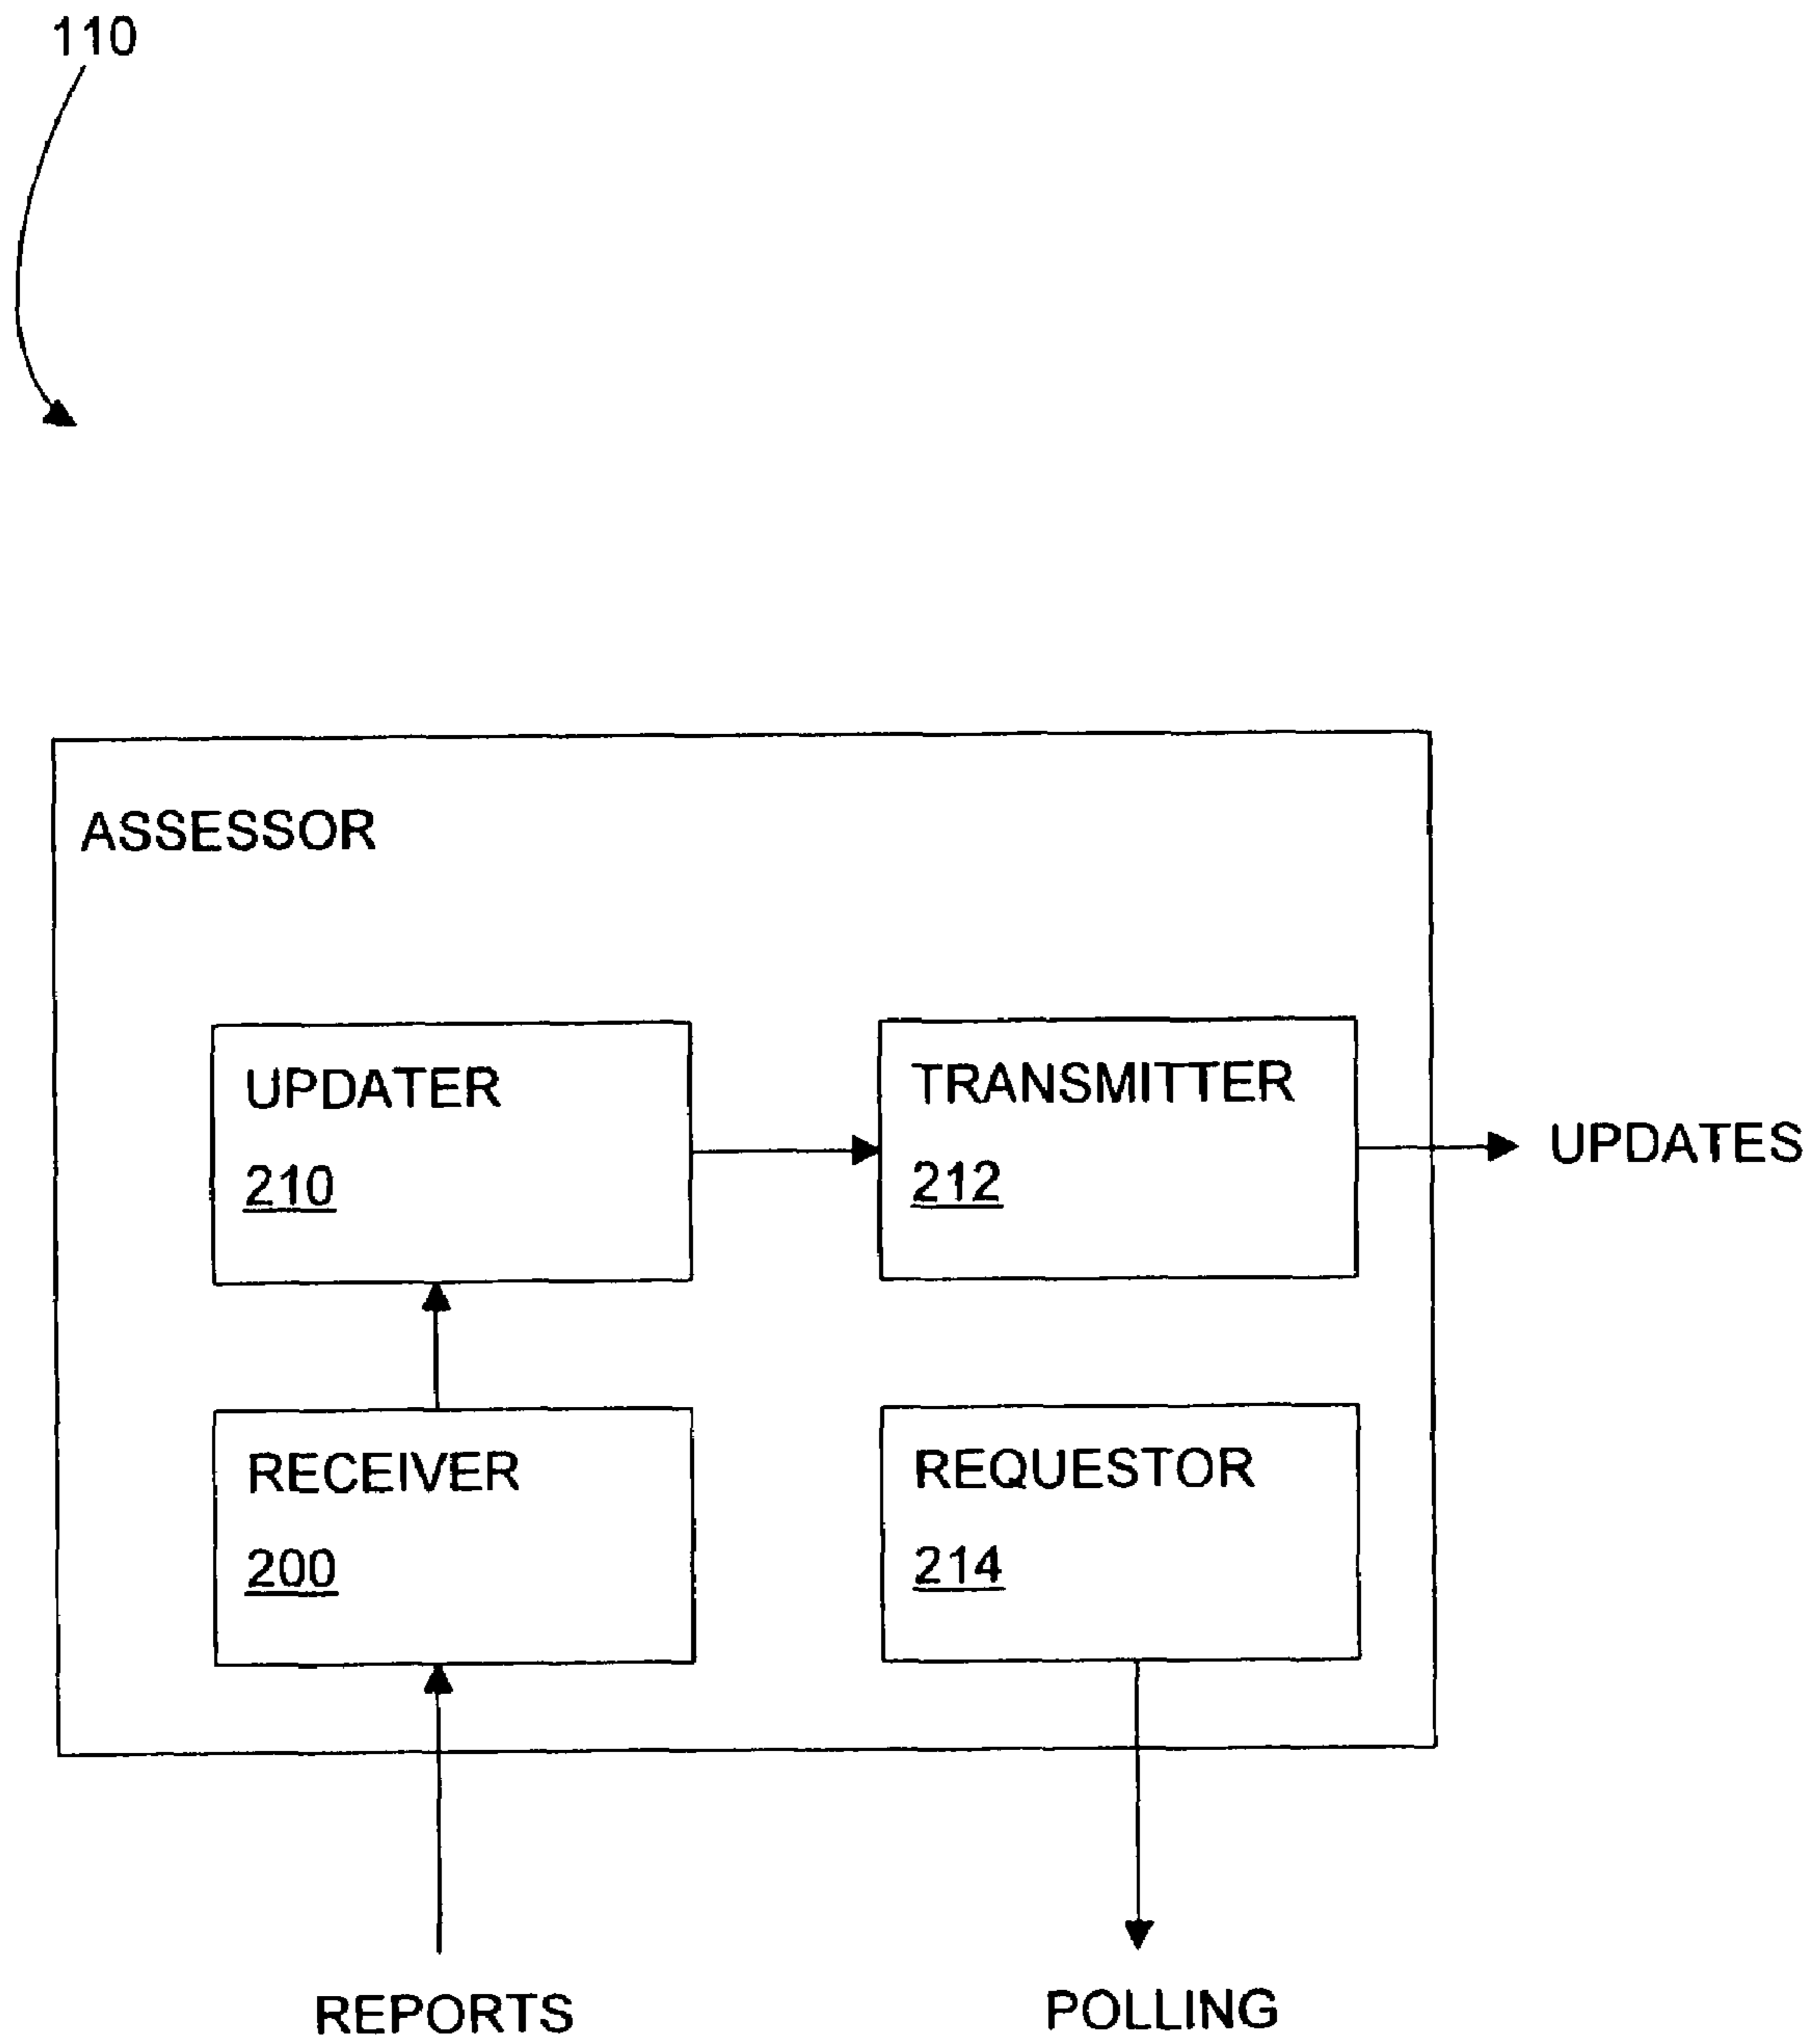 110
ASSESSOR
UPDATER
210
TRANSMITTER
212
UPDATES
RECEIVER
200
REQUESTOR
214
REPORTS
POLLING